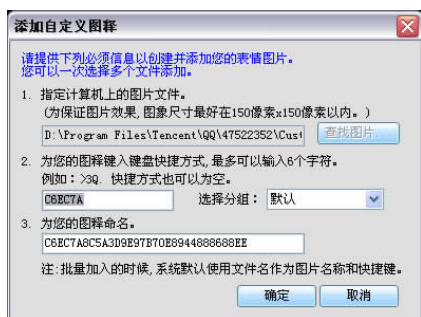 添加自定义图释
请提供下列必须信息以创建并添加您的表情图片。
您可以一次选择多个文件添加。
1. 指定计算机上的图片文件。
(为保证图片效果,图象尺寸最好在150像素x150像素以内。)
D:\Program Files\Tencent\QQ\47522352\Cust
查找图片
2. 为您的图释键入键盘快捷方式,最多可以输入6个字符。
例如:>3Q. 快捷方式也可以为空。
C6EC7A 选择分组: 默认
3. 为您的图释命名。
C6EC7A8C5A3D9E97B70E8944888688EE
注:批量加入的时候,系统默认使用文件名作为图片名称和快捷键。
确定 取消